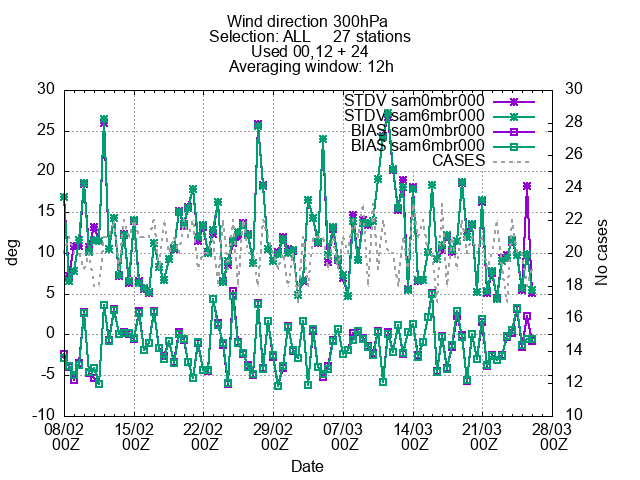 Wind direction 300hPa
Selection: ALL 27 stations
Used 00,12 + 24
Averaging window: 12h
30
25
20
15
10
5
0
-5
-10
deg
30
28
26
24
22
20
18
16
14
12
10
No cases
STDV sam0mbr000
STDV sam6mbr000
BIAS sam0mbr000
BIAS sam6mbr000
CASES
08/02 15/02 22/02 29/02 07/03 14/03 21/03 28/03
00Z 00Z 00Z 00Z 00Z 00Z 00Z 00Z
Date